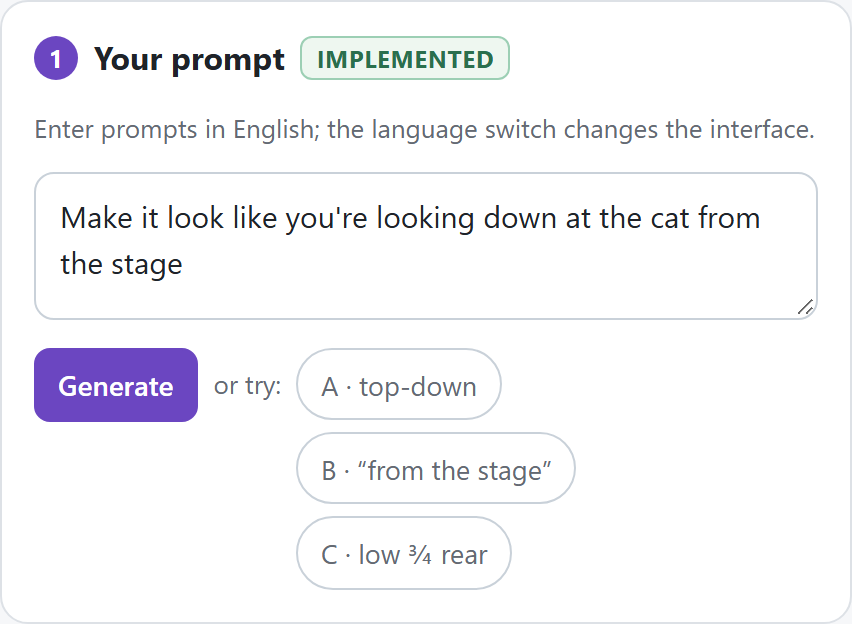 1 Your prompt IMPLEMENTED
Enter prompts in English; the language switch changes the interface.
Make it look like you're looking down at the cat from
the stage
Generate or try: A · top-down
B · “from the stage”
C · low ¾ rear